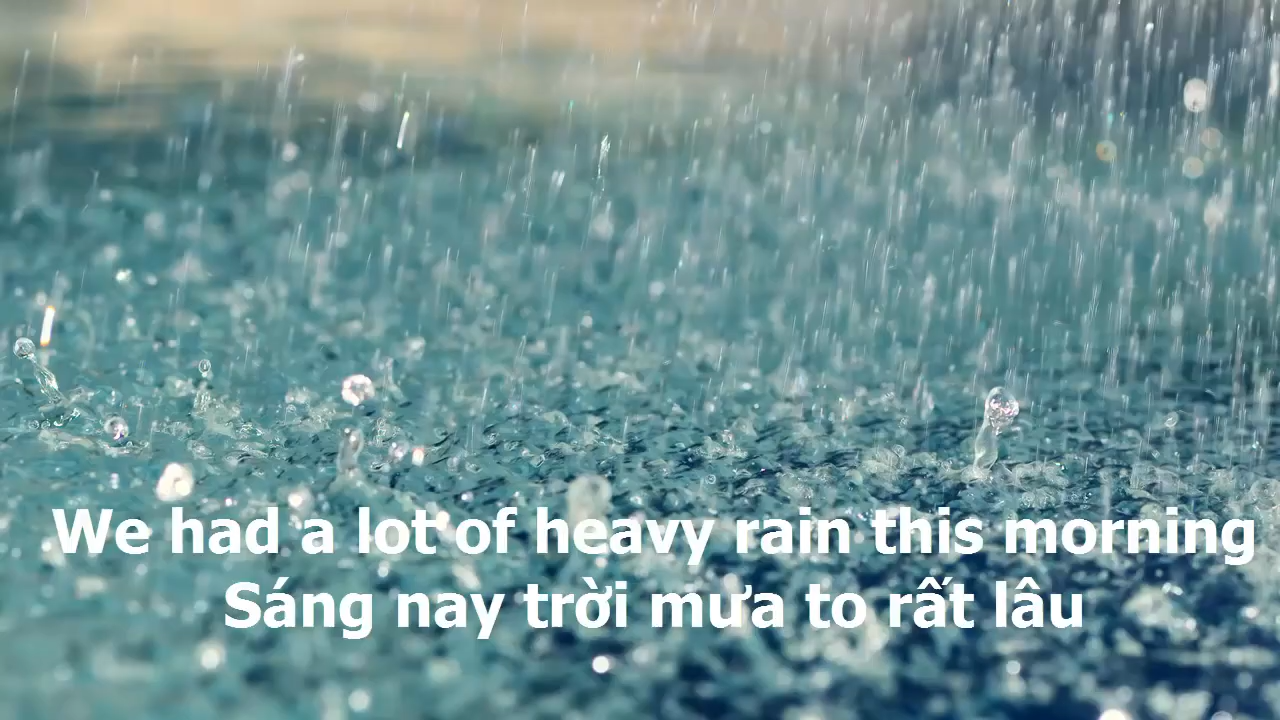 We had a lot of heavy rain this morning
Sáng nay trời mưa to rất lâu